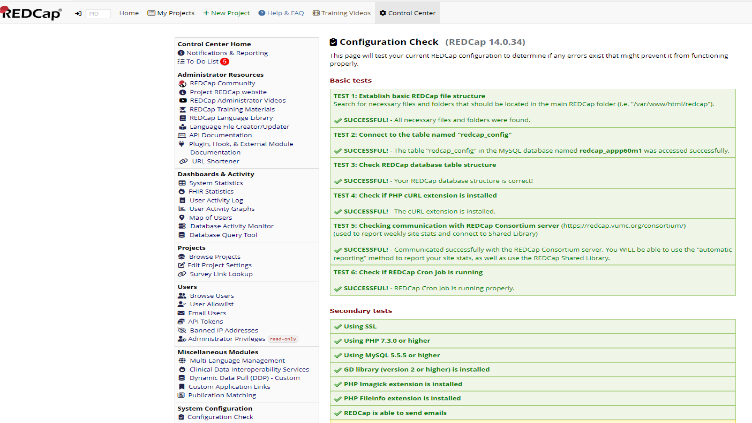 REDCap
PID
Home
My Projects
+ New Project
Help & FAQ
Training Videos
Control Center
Control Center Home
Notifications & Reporting
To Do List
Administrator Resources
REDCap Community
Project REDCap website
REDCap Administrator Videos
REDCap Training Materials
REDCap Language Library
Language File Creator/Updater
API Documentation
Plugin, Hook, & External Module
Documentation
URL Shortener
Dashboards & Activity
System Statistics
FHIR Statistics
User Activity Log
User Activity Graphs
Map of Users
Database Activity Monitor
Database Query Tool
Projects
Browse Projects
Edit Project Settings
Survey Link Lookup
Users
Browse Users
User Allowlist
Email Users
API Tokens
Banned IP Addresses
Administrator Privileges read-only
Miscellaneous Modules
Multi-Language Management
Clinical Data Interoperability Services
Dynamic Data Pull (DDP) - Custom
Custom Application Links
Publication Matching
System Configuration
Configuration Check
Configuration Check (REDCap 14.0.34)
This page will test your current REDCap configuration to determine if any errors exist that might prevent it from functioning
properly.
Basic tests
TEST 1: Establish basic REDCap file structure
Search for necessary files and folders that should be located in the main REDCap folder (i.e. "/var/www/html/redcap").
SUCCESSFUL! - All necessary files and folders were found.
TEST 2: Connect to the table named "redcap_config"
SUCCESSFUL! - The table "redcap_config" in the MySQL database named redcap_appp60m1 was accessed successfully.
TEST 3: Check REDCap database table structure
SUCCESSFUL! - Your REDCap database structure is correct!
TEST 4: Check if PHP cURL extension is installed
SUCCESSFUL! - The cURL extension is installed.
TEST 5: Checking communication with REDCap Consortium server (https://redcap.vumc.org/consortium/)
(used to report weekly site stats and connect to Shared Library)
SUCCESSFUL! - Communicated successfully with the REDCap Consortium server. You WILL be able to use the "automatic
reporting" method to report your site stats, as well as use the REDCap Shared Library.
TEST 6: Check if REDCap Cron Job is running
SUCCESSFUL! - REDCap Cron Job is running properly.
Secondary tests
Using SSL
Using PHP 7.3.0 or higher
Using MySQL 5.5.5 or higher
GD library (version 2 or higher) is installed
PHP Imagick extension is installed
PHP Fileinfo extension is installed
REDCap is able to send emails